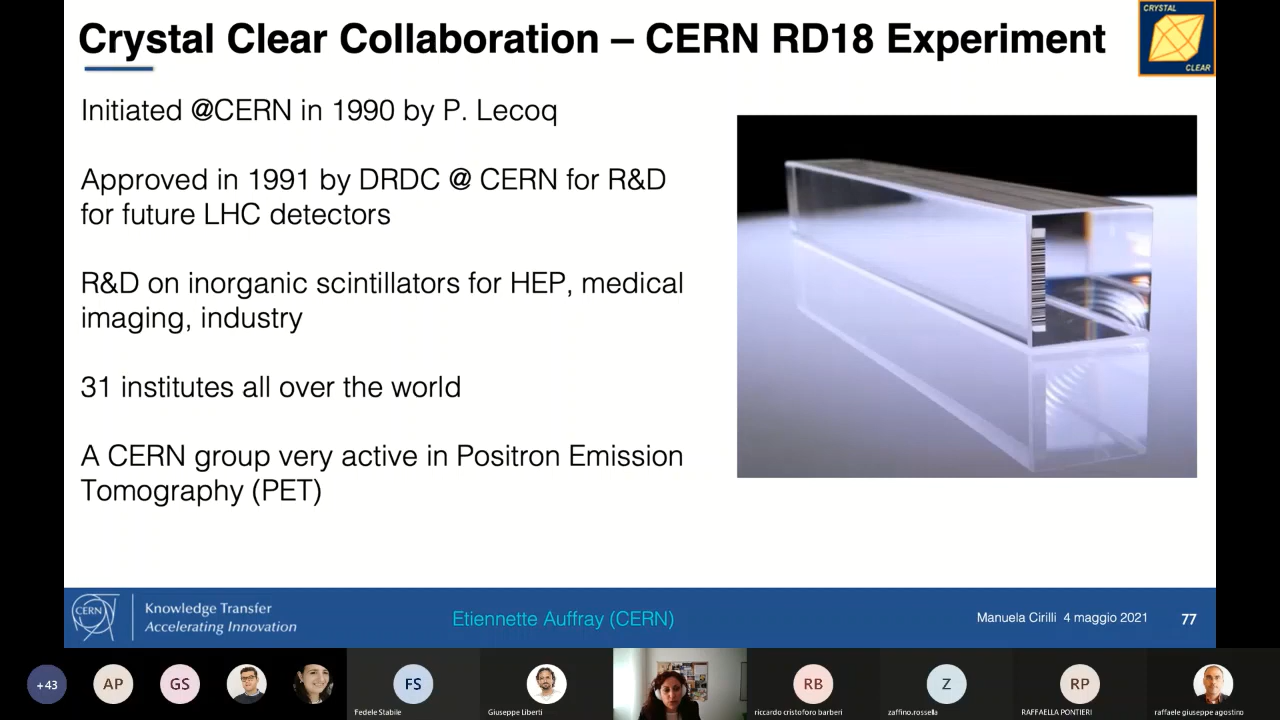 Crystal Clear Collaboration – CERN RD18 Experiment
CRYSTAL
CLEAR
Initiated @CERN in 1990 by P. Lecoq
Approved in 1991 by DRDC @ CERN for R&D
for future LHC detectors
R&D on inorganic scintillators for HEP, medical
imaging, industry
31 institutes all over the world
A CERN group very active in Positron Emission
Tomography (PET)
CERN
Knowledge Transfer
Accelerating Innovation
Etiennette Auffray (CERN)
Manuela Cirilli 4 maggio 2021
77
+43
AP
GS
FS
Fedele Stabile
Giuseppe Liberti
RB
riccardo cristoforo barberi
Z
zaffino.rossella
RP
RAFFAELLA PONTIERI
raffaele giuseppe agostino